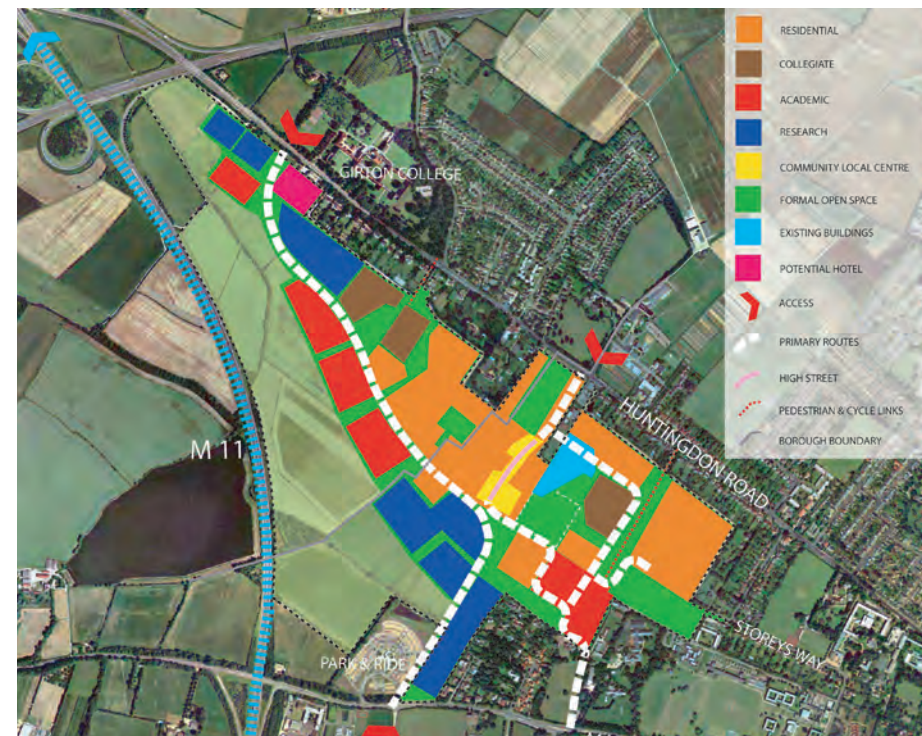 RESIDENTIAL
COLLEGIATE
ACADEMIC
RESEARCH
COMMUNITY LOCAL CENTRE
FORMAL OPEN SPACE
EXISTING BUILDINGS
POTENTIAL HOTEL
ACCESS
PRIMARY ROUTES
HIGH STREET
PEDESTRIAN & CYCLE LINKS
BOROUGH BOUNDARY
GIRTON COLLEGE
HUNTINGDON ROAD
M 11
STOREYS WAY
PARK & RIDE